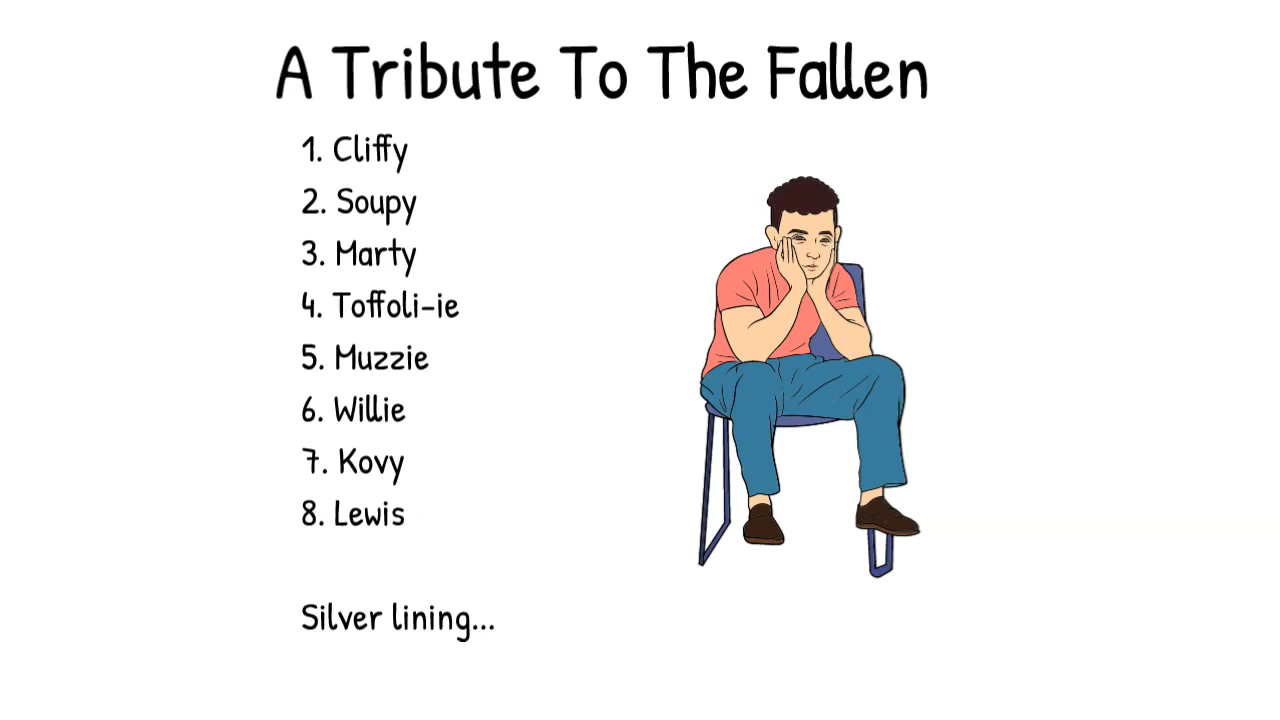 A Tribute To The Fallen
1. Cliffy
2. Soupy
3. Marty
4. Toffoli-ie
5. Muzzie
6. Willie
7. Kovy
8. Lewis
Silver lining...